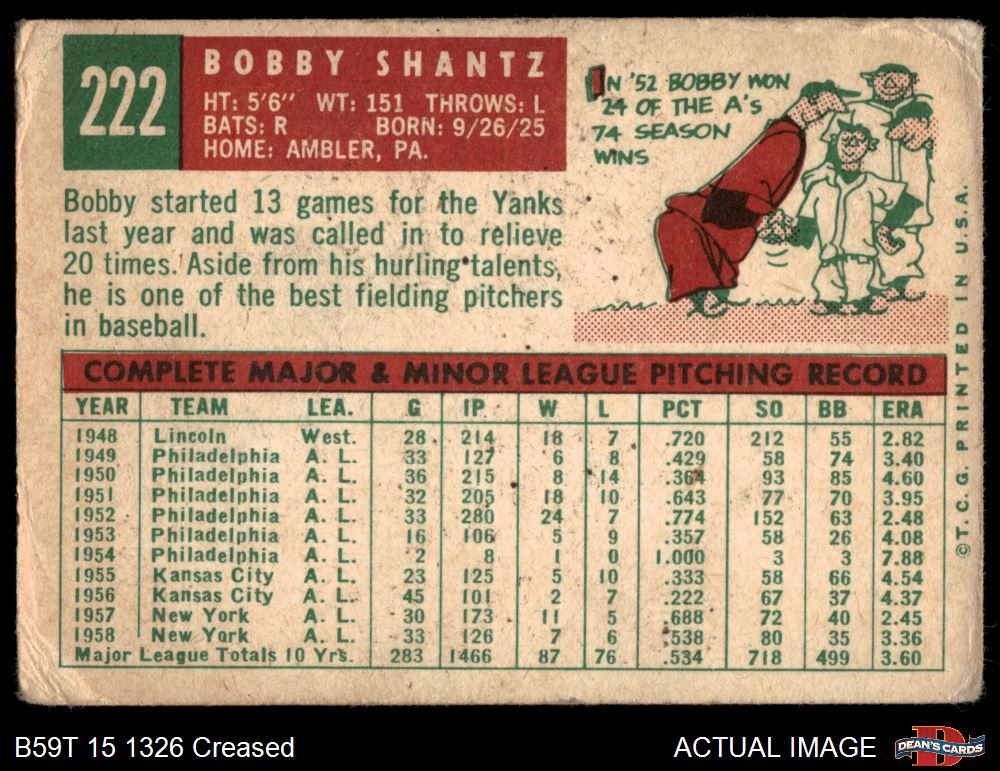 222
BOBBY SHANTZ
HT: 5'6" WT: 151 THROWS: L
BATS: R BORN: 9/26/25
HOME: AMBLER, PA.
IN '52 BOBBY WON
24 OF THE A's
74 SEASON
WINS
Bobby started 13 games for the Yanks
last year and was called in to relieve
20 times. Aside from his hurling talents,
he is one of the best fielding pitchers
in baseball.
COMPLETE MAJOR & MINOR LEAGUE PITCHING RECORD
YEAR TEAM LEA. G IP W L PCT SO BB ERA
1948 Lincoln West. 28 214 18 7 .720 212 55 2.82
1949 Philadelphia A. L. 33 127 6 8 .429 58 74 3.40
1950 Philadelphia A. L. 36 215 8 14 .364 93 85 4.60
1951 Philadelphia A. L. 32 205 18 10 .643 77 70 3.95
1952 Philadelphia A. L. 33 280 24 7 .774 152 63 2.48
1953 Philadelphia A. L. 16 106 5 9 .357 58 26 4.08
1954 Philadelphia A. L. 2 8 1 0 1.000 3 3 7.88
1955 Kansas City A. L. 23 125 5 10 .333 58 66 4.54
1956 Kansas City A. L. 45 101 2 7 .222 67 37 4.37
1957 New York A. L. 30 173 11 5 .688 72 40 2.45
1958 New York A. L. 33 126 7 6 .538 80 35 3.36
Major League Totals 10 Yrs. 283 1466 87 76 .534 718 499 3.60
©T.C.G. PRINTED IN U.S.A.
B59T 15 1326 Creased
ACTUAL IMAGE
DEAN'S CARDS